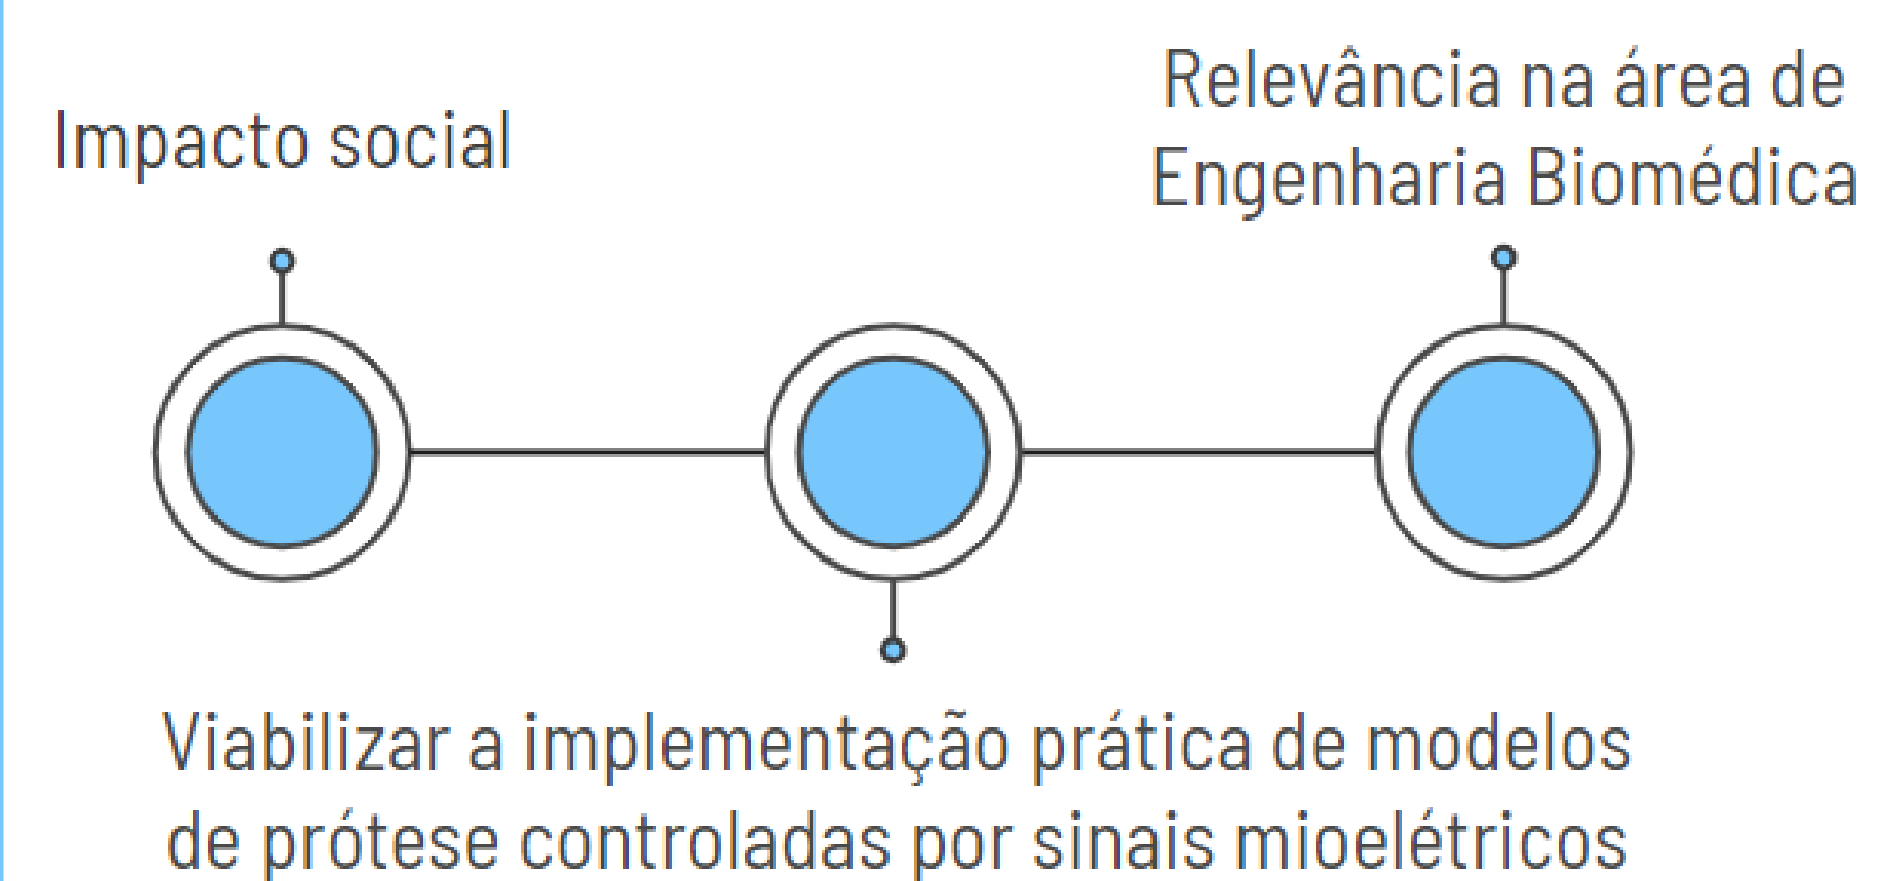 Impacto social
Relevância na área de
Engenharia Biomédica
Viabilizar a implementação prática de modelos
de prótese controladas por sinais mioelétricos